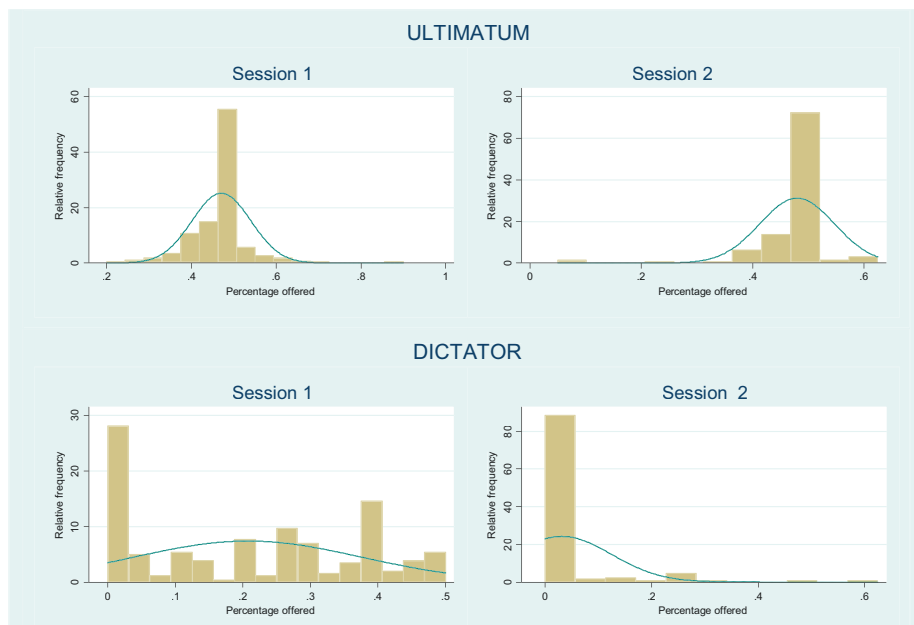 ULTIMATUM
Session 1
Session 2
60
40
20
0
Relative frequency
.2
.4
.6
.8
1
Percentage offered
80
60
40
20
0
Relative frequency
0
.2
.4
.6
Percentage offered
DICTATOR
Session 1
Session 2
30
20
10
0
Relative frequency
0
.1
.2
.3
.4
.5
Percentage offered
80
60
40
20
0
Relative frequency
0
.2
.4
.6
Percentage offered